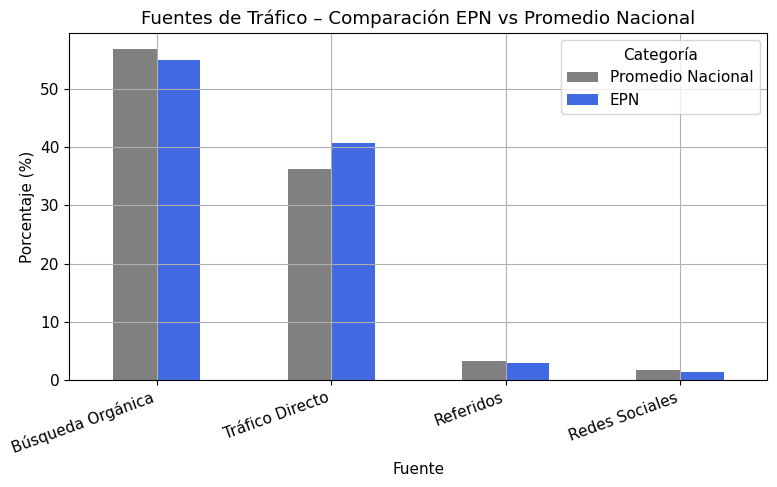 Fuentes de Tráfico – Comparación EPN vs Promedio Nacional
Categoría
Promedio Nacional
EPN
Porcentaje (%)
50
40
30
20
10
0
Búsqueda Orgánica
Tráfico Directo
Referidos
Redes Sociales
Fuente